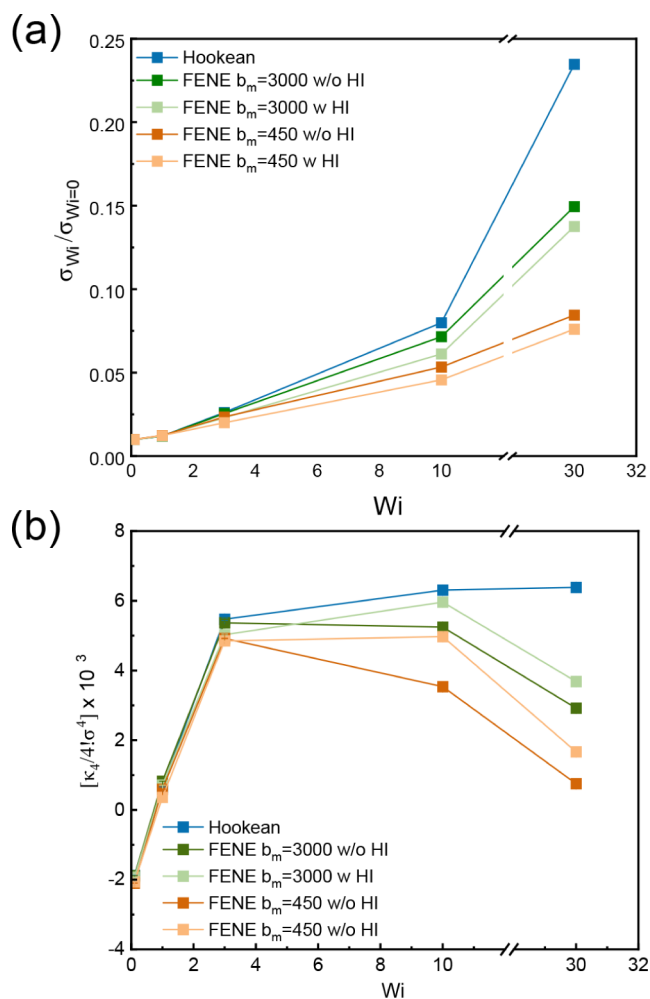 (a)
0.25
0.20
0.15
0.10
0.05
0.00
σ_Wi/σ_Wi=0
Hookean
FENE b_m=3000 w/o HI
FENE b_m=3000 w HI
FENE b_m=450 w/o HI
FENE b_m=450 w HI
0 2 4 6 8 10 30 32
Wi
(b)
8
6
4
2
0
-2
-4
[κ_4/4!σ^4] x 10^3
Hookean
FENE b_m=3000 w/o HI
FENE b_m=3000 w HI
FENE b_m=450 w/o HI
FENE b_m=450 w/o HI
0 2 4 6 8 10 30 32
Wi